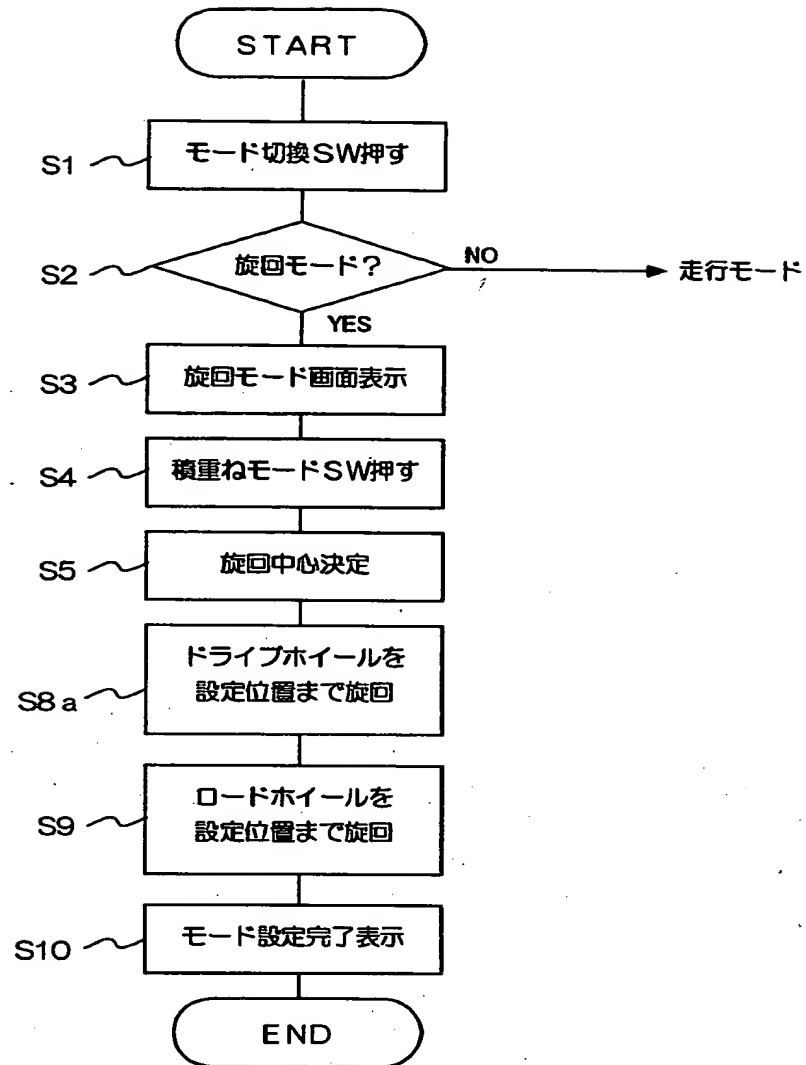 START
S1
モード切換SW押す
S2
旋回モード？
NO
走行モード
YES
S3
旋回モード画面表示
S4
積重ねモードSW押す
S5
旋回中心決定
S8a
ドライブホイールを
設定位置まで旋回
S9
ロードホイールを
設定位置まで旋回
S10
モード設定完了表示
END